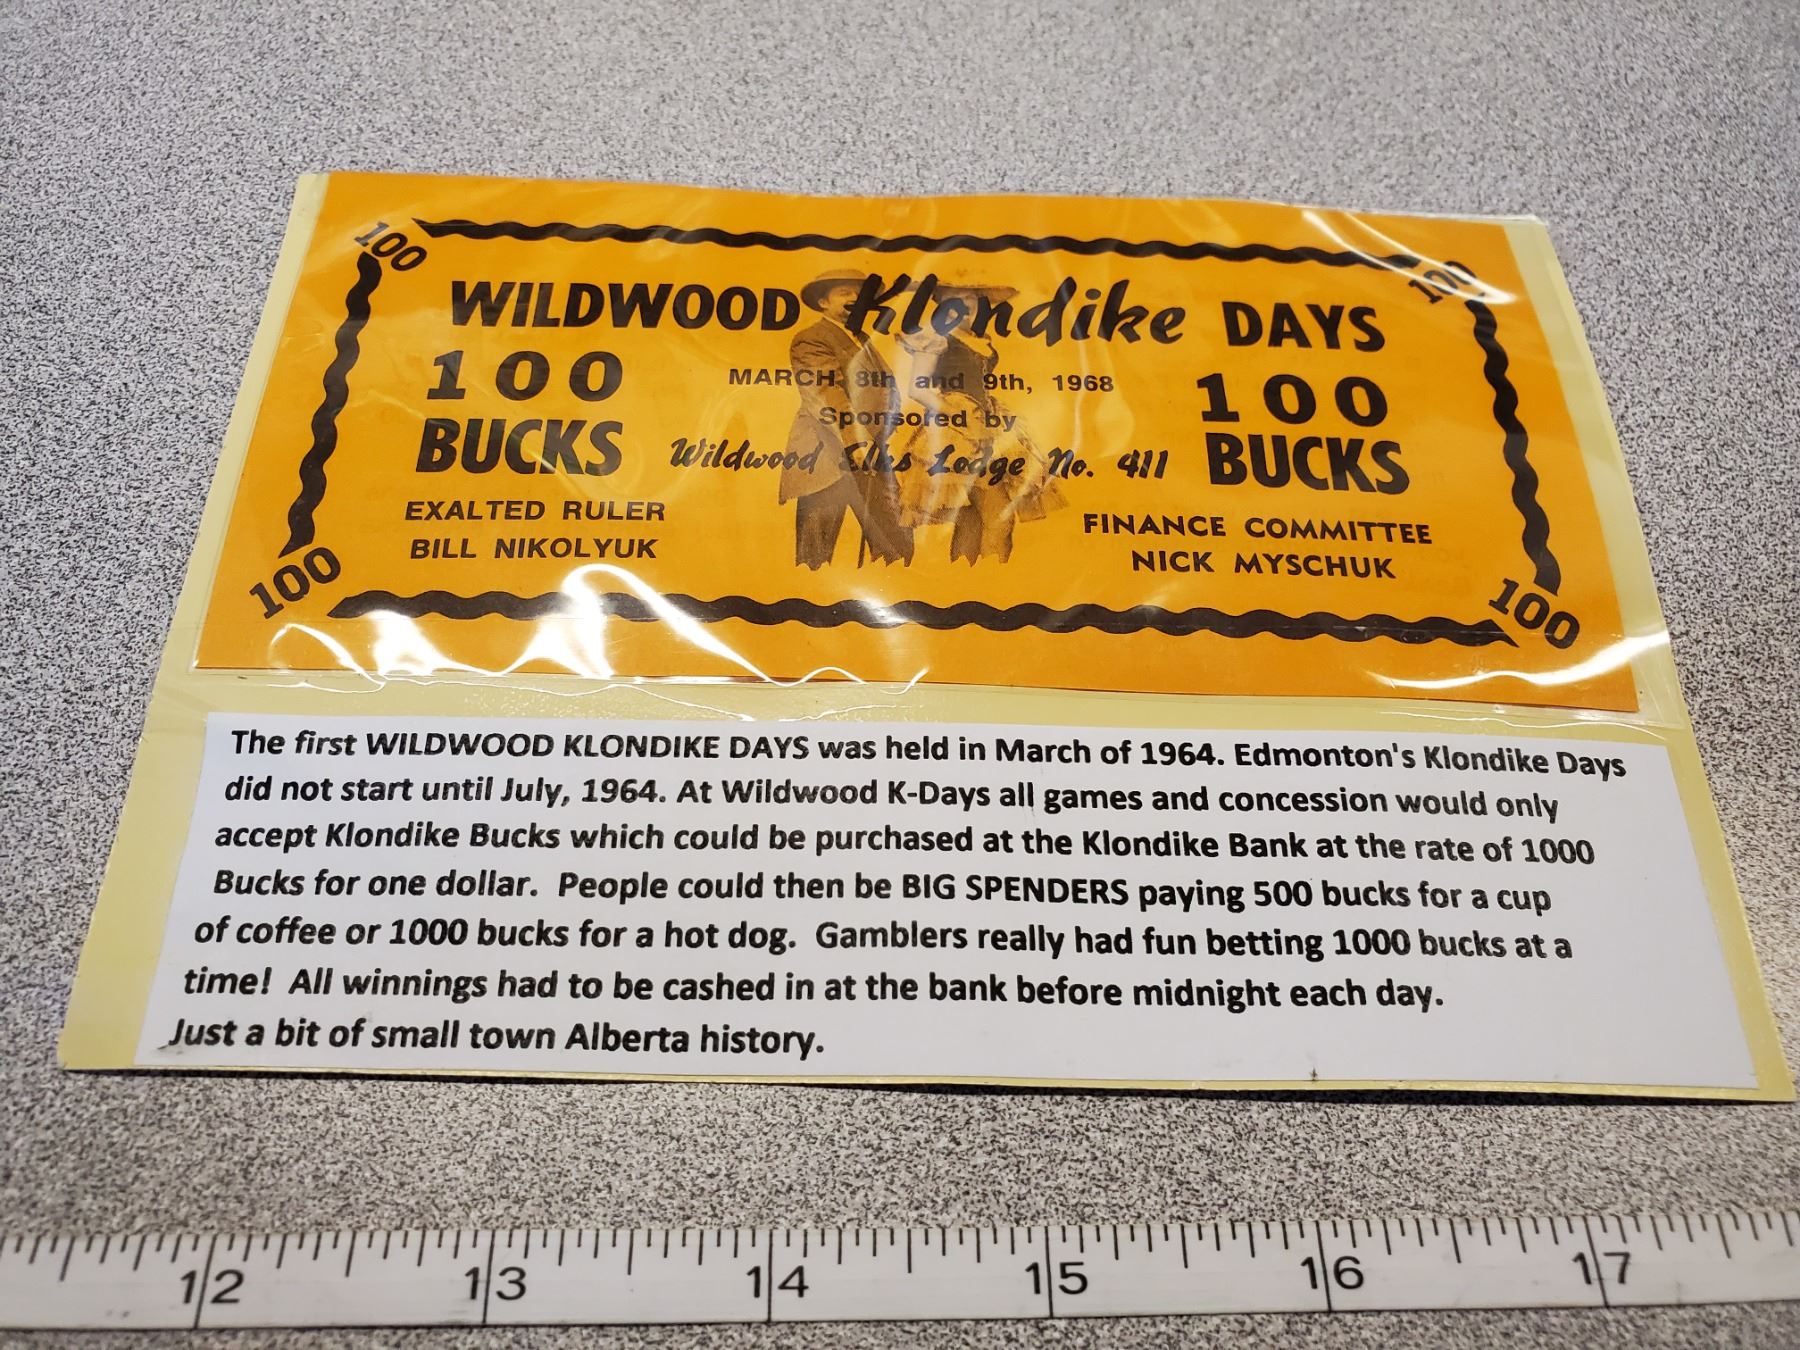 100 100
WILDWOOD Klondike DAYS
100 BUCKS
MARCH 8th and 9th, 1968
Sponsored by
Wildwood Elks Lodge No. 411
100 BUCKS
EXALTED RULER
BILL NIKOLYUK
FINANCE COMMITTEE
NICK MYSCHUK
100 100
The first WILDWOOD KLONDIKE DAYS was held in March of 1964. Edmonton's Klondike Days
did not start until July, 1964. At Wildwood K-Days all games and concession would only
accept Klondike Bucks which could be purchased at the Klondike Bank at the rate of 1000
Bucks for one dollar. People could then be BIG SPENDERS paying 500 bucks for a cup
of coffee or 1000 bucks for a hot dog. Gamblers really had fun betting 1000 bucks at a
time! All winnings had to be cashed in at the bank before midnight each day.
Just a bit of small town Alberta history.
12 13 14 15 16 17